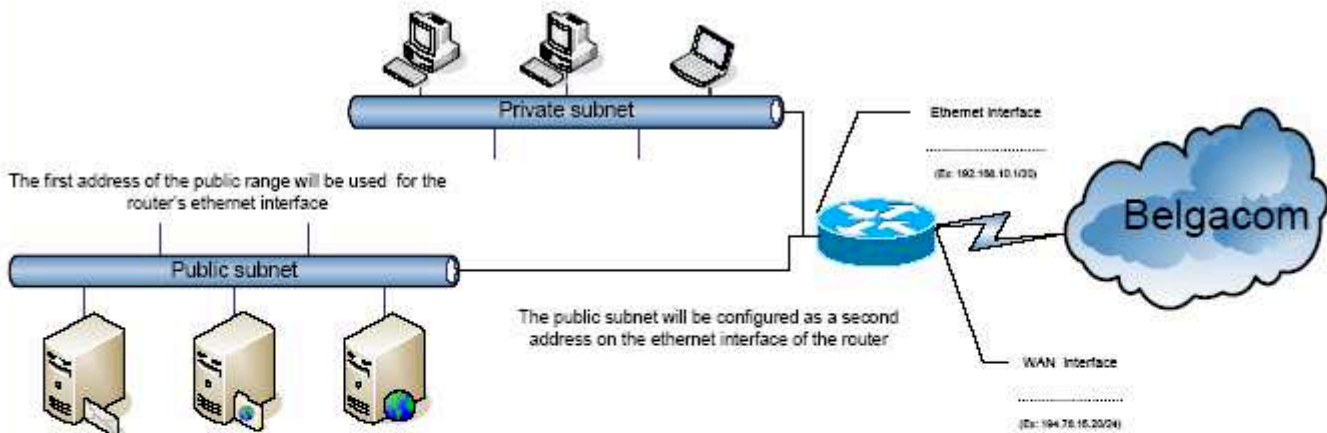 Private subnet
Ethernet Interface
......................
(Ex: 192.168.10.1/30)
The first address of the public range will be used for the
router's ethernet interface
Belgacom
Public subnet
The public subnet will be configured as a second
address on the ethernet interface of the router
WAN Interface
......................
(Ex: 194.78.15.20/24)